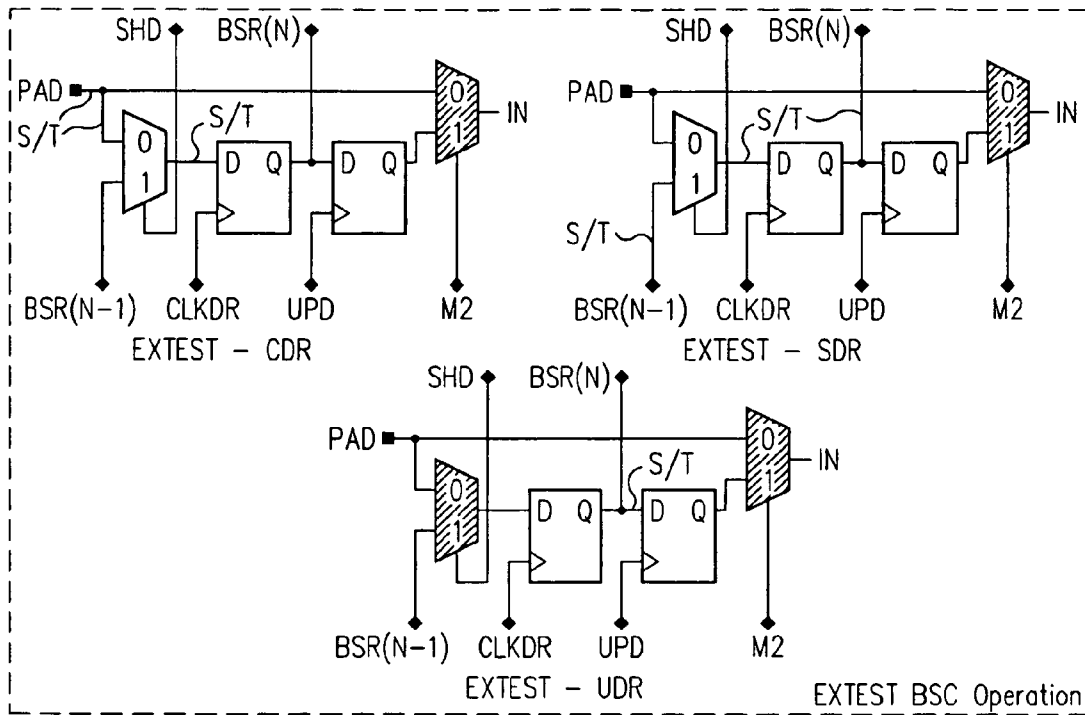 SHD BSR(N)
PAD
S/T
S/T
0
1
D Q
D Q
0
1
IN
BSR(N-1) CLKDR UPD M2
EXTEST - CDR
SHD BSR(N)
PAD
S/T
0
1
D Q
D Q
0
1
IN
S/T
BSR(N-1) CLKDR UPD M2
EXTEST - SDR
SHD BSR(N)
PAD
S/T
0
1
D Q
D Q
0
1
IN
BSR(N-1) CLKDR UPD M2
EXTEST - UDR
EXTEST BSC Operation